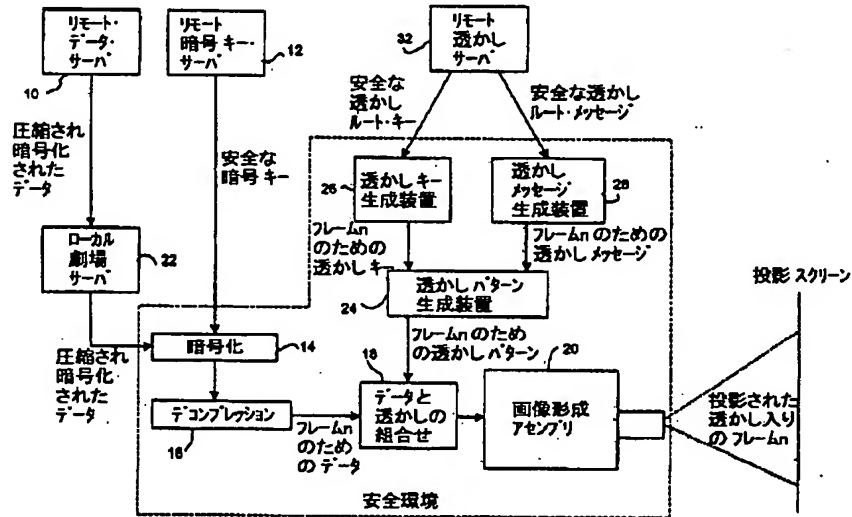 リモート・
データ・
サーバ
10
リモート
暗号キー・
サーバ
12
リモート
透かし
サーバ
32
圧縮され
暗号化
された
データ
安全な
暗号キー
安全な
透かし
ルート・キー
安全な透かし
ルート・メッセージ
透かしキー
生成装置
26
透かし
メッセージ
生成装置
28
フレームn
のための
透かしキー
フレームnのための
透かしメッセージ
ローカル
劇場
サーバ
22
透かしパターン
生成装置
24
投影スクリーン
圧縮され
暗号化
された
データ
暗号化
14
フレームnのため
の透かしパターン
デコンプレッション
16
フレームn
のため
のデータ
18
データと
透かしの
組合せ
20
画像形成
アセンブリ
投影された
透かし入り
のフレームn
安全環境